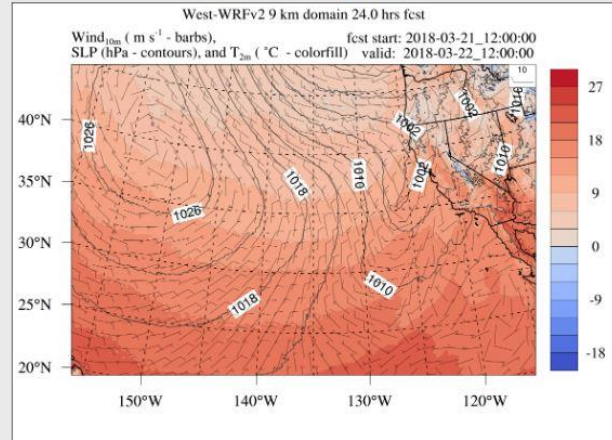 West-WRFv2 9 km domain 24.0 hrs fcst
Wind10m ( m s-1 - barbs), fcst start: 2018-03-21_12:00:00
SLP (hPa - contours), and T2m ( °C - colorfill) valid: 2018-03-22_12:00:00
10
27
1016
1002
40°N
1026
1002
18
1010
35°N
1018
1010
1002
9
1026
30°N
0
1010
25°N
1018
-9
20°N
-18
150°W 140°W 130°W 120°W